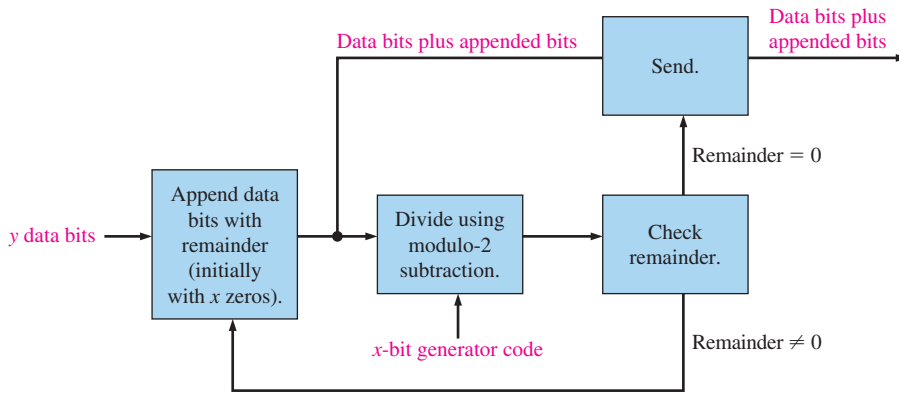 Data bits plus appended bits
Data bits plus
appended bits
Send.
Remainder = 0
Append data
bits with
remainder
(initially
with x zeros).
y data bits
Divide using
modulo-2
subtraction.
Check
remainder.
x-bit generator code
Remainder ≠ 0